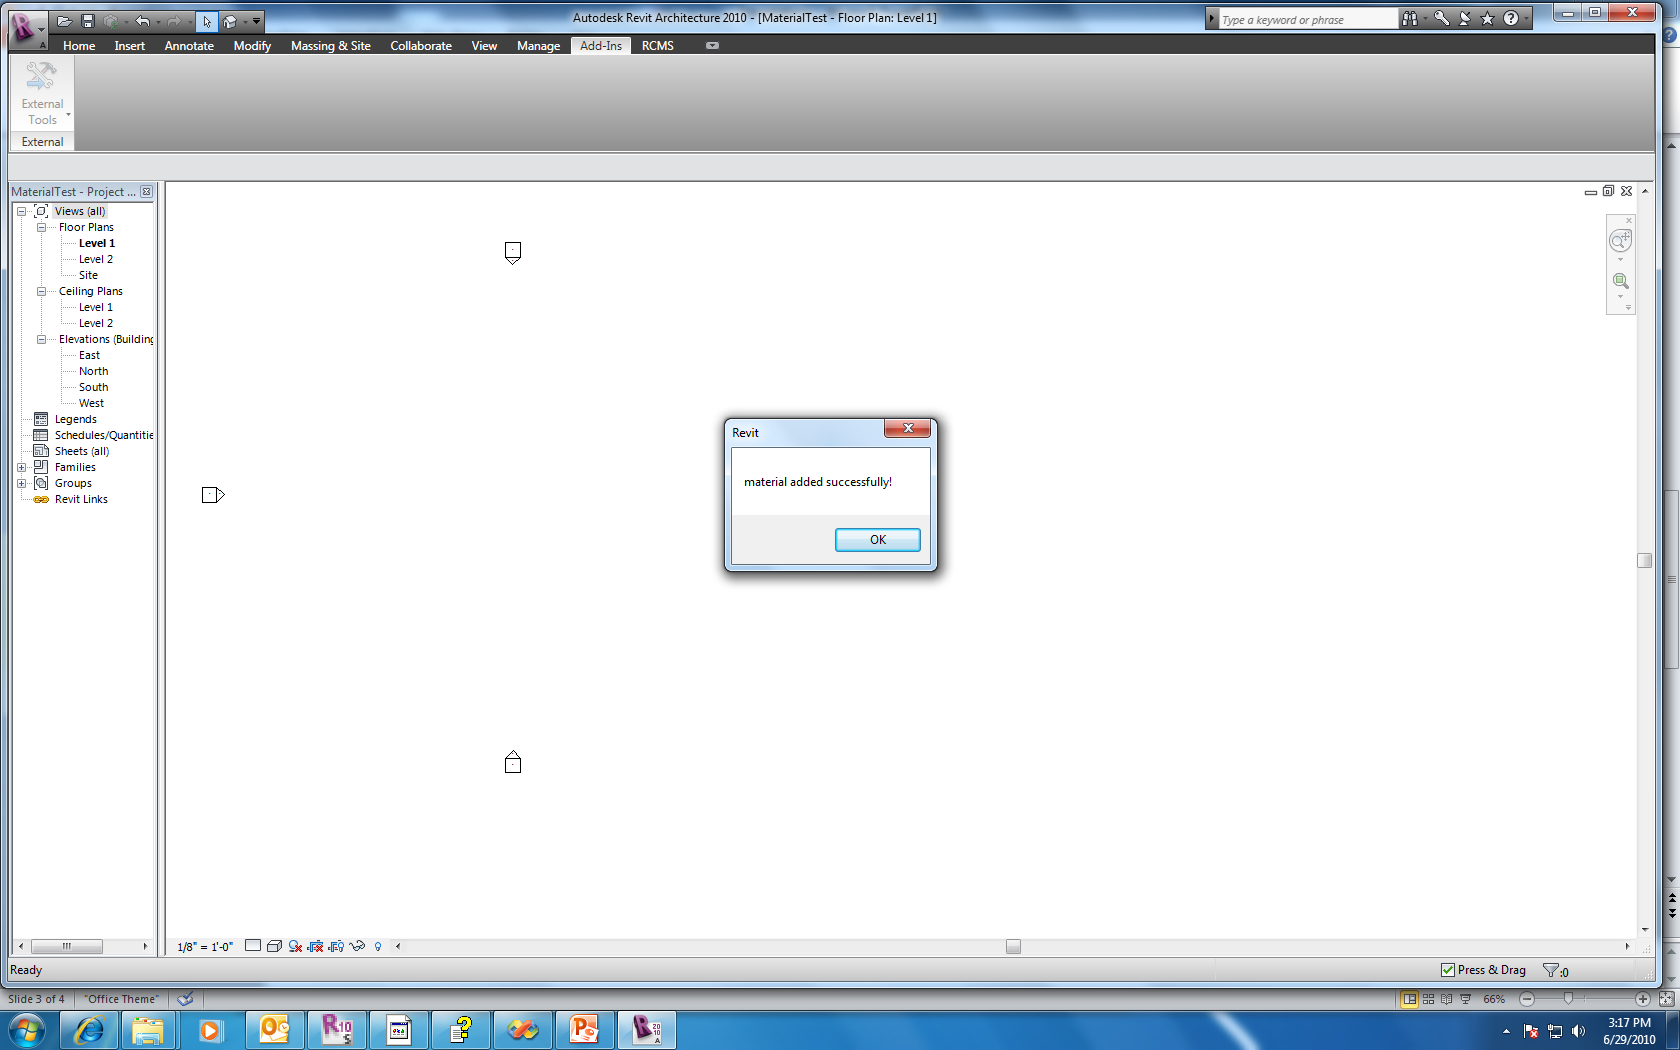 Autodesk Revit Architecture 2010 - [MaterialTest - Floor Plan: Level 1]
Type a keyword or phrase
Home Insert Annotate Modify Massing & Site Collaborate View Manage Add-Ins RCMS
External
Tools
External
MaterialTest - Project ...
Views (all)
Floor Plans
Level 1
Level 2
Site
Ceiling Plans
Level 1
Level 2
Elevations (Building
East
North
South
West
Legends
Schedules/Quantitie
Sheets (all)
Families
Groups
Revit Links
Revit
material added successfully!
OK
1/8" = 1'-0"
Ready
Press & Drag
:0
Slide 3 of 4
"Office Theme"
66%
3:17 PM
6/29/2010